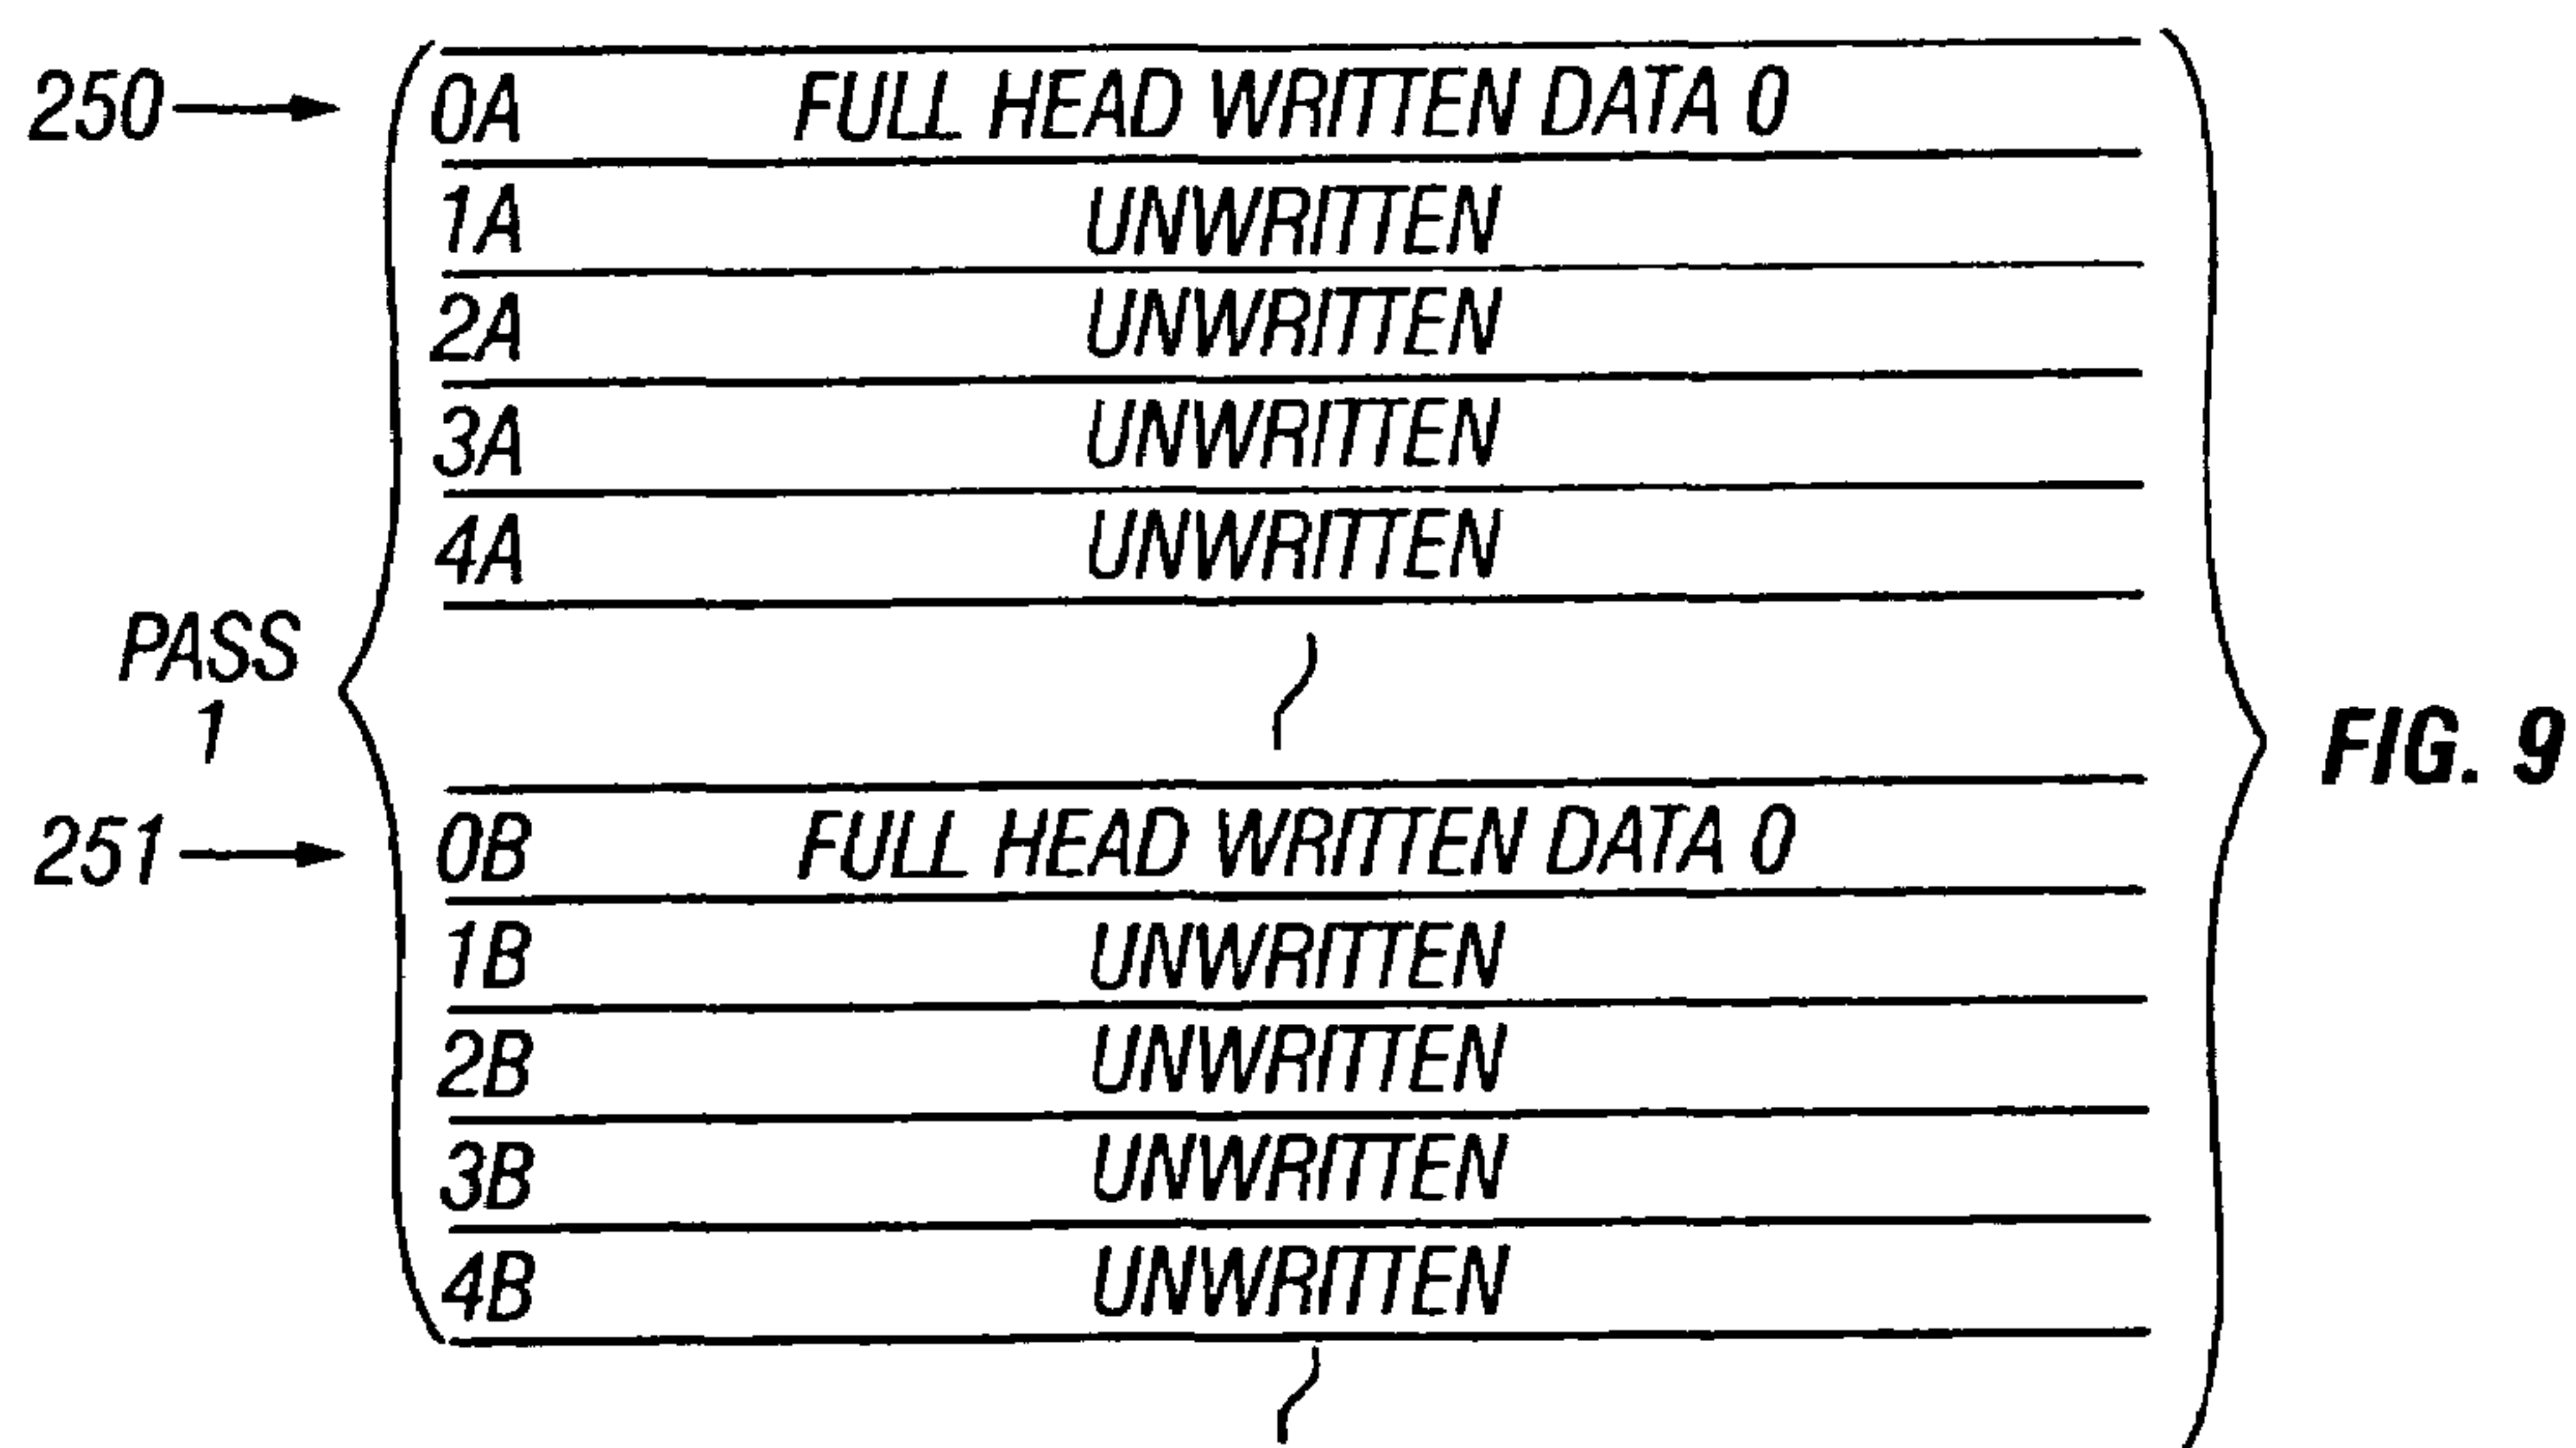 250 0A FULL HEAD WRITTEN DATA 0
1A UNWRITTEN
2A UNWRITTEN
3A UNWRITTEN
4A UNWRITTEN
PASS
1
FIG. 9
251 0B FULL HEAD WRITTEN DATA 0
1B UNWRITTEN
2B UNWRITTEN
3B UNWRITTEN
4B UNWRITTEN